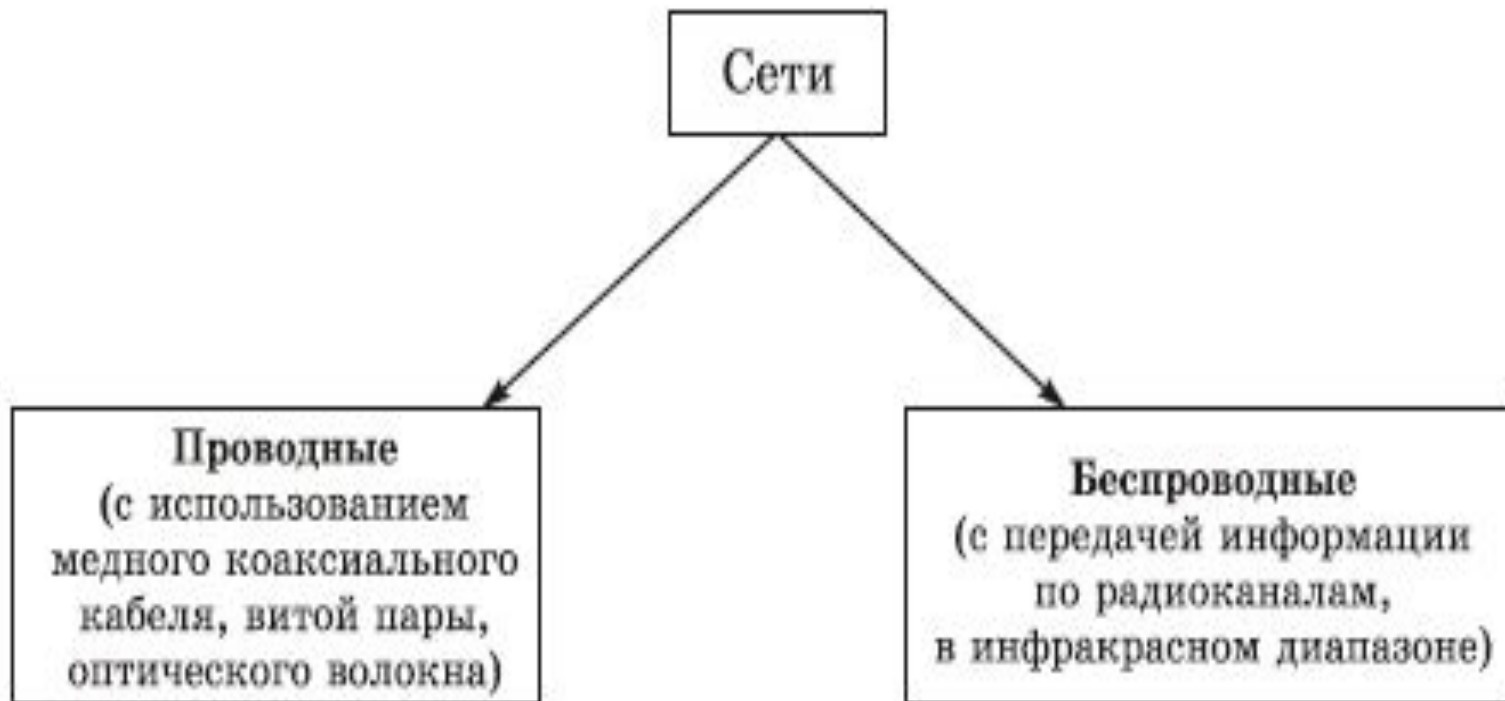 Сети
Проводные
(с использованием
медного коаксиального
кабеля, витой пары,
оптического волокна)
Беспроводные
(с передачей информации
по радиоканалам,
в инфракрасном диапазоне)